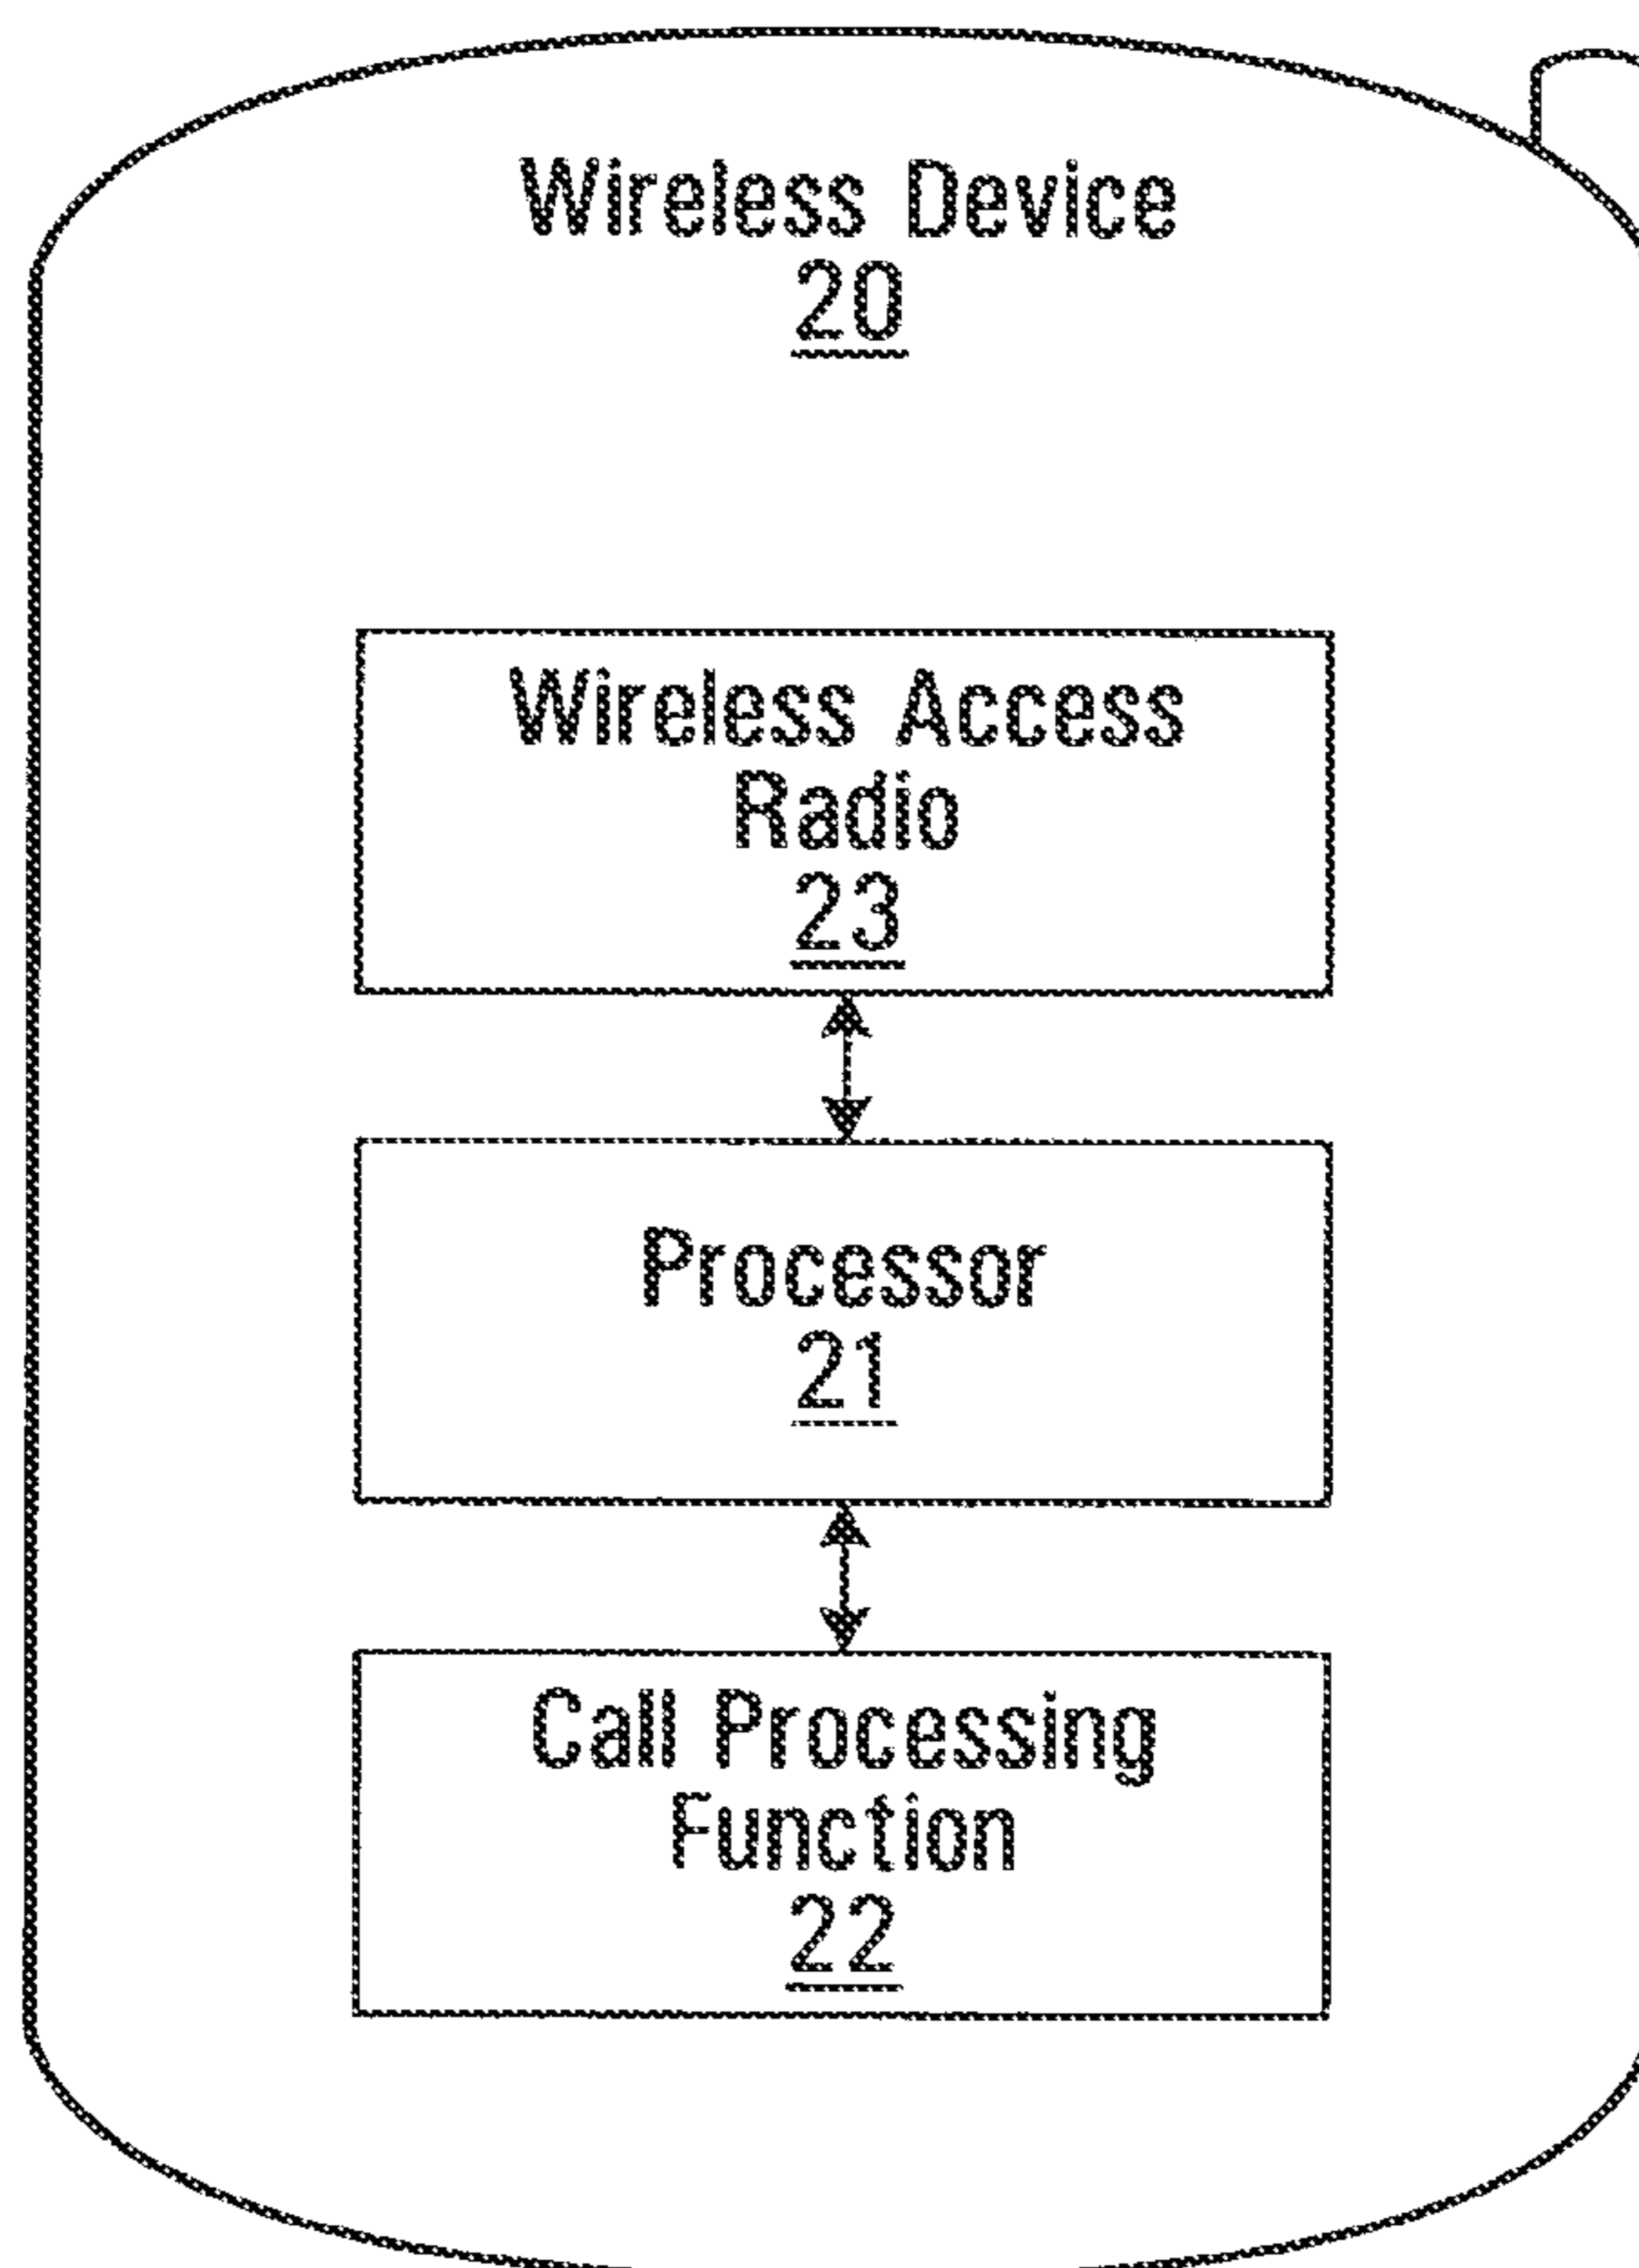 Wireless Device
20
Wireless Access
Radio
23
Processor
21
Call Processing
Function
22